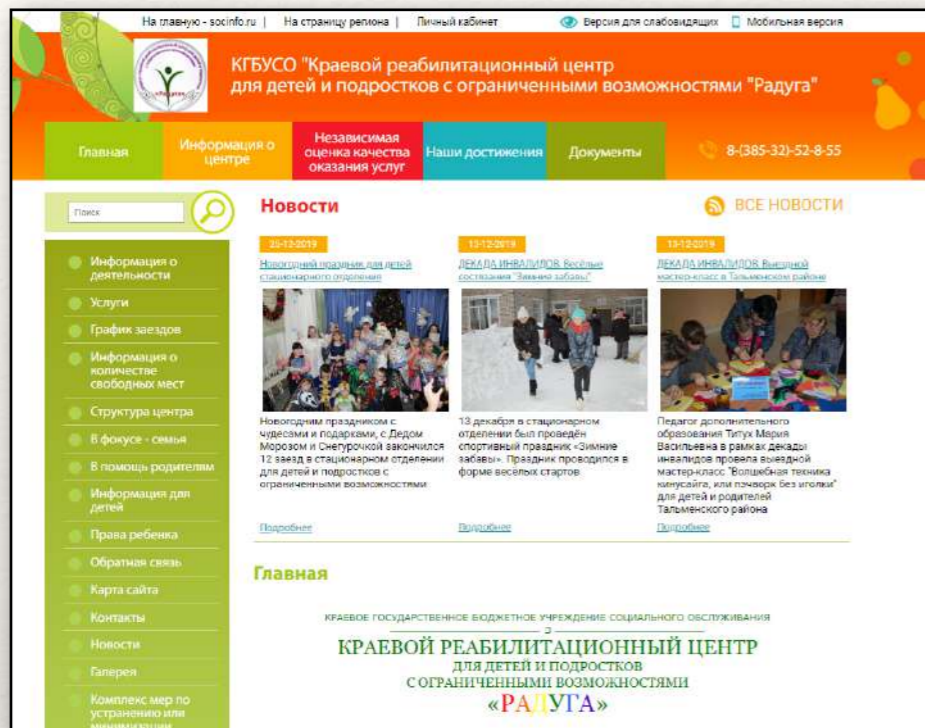 На главную - socinfo.ru | На страницу региона | Личный кабинет Версия для слабовидящих Мобильная версия
КГБУСО "Краевой реабилитационный центр
для детей и подростков с ограниченными возможностями "Радуга"
Главная
Информация о
центре
Независимая
оценка качества
оказания услуг
Наши достижения
Документы
8-(385-32)-52-8-55
Поиск
Информация о
деятельности
Услуги
График заездов
Информация о
количестве
свободных мест
Структура центра
В фокусе - семья
В помощь родителям
Информация для
детей
Права ребенка
Обратная связь
Карта сайта
Контакты
Новости
Галерея
Комплекс мер по
устранению или
Новости
ВСЕ НОВОСТИ
25-12-2019
Новогодний праздник для детей
стационарного отделения
Новогодним праздником с
чудесами и подарками, с Дедом
Морозом и Снегурочкой закончился
12 заезд в стационарном отделении
для детей и подростков с
ограниченными возможностями
Подробнее
13-12-2019
ДЕКАДА ИНВАЛИДОВ. Весёлые
состязания "Зимние забавы"
13 декабря в стационарном
отделении был проведён
спортивный праздник «Зимние
забавы». Праздник проводился в
форме весёлых стартов.
Подробнее
13-12-2019
ДЕКАДА ИНВАЛИДОВ. Выездной
мастер-класс в Тальменском районе
Педагог дополнительного
образования Титух Мария
Васильевна в рамках декады
инвалидов провела выездной
мастер-класс "Волшебная техника
кинусайга, или пэчворк без иголки"
для детей и родителей
Тальменского района
Подробнее
Главная
КРАЕВОЕ ГОСУДАРСТВЕННОЕ БЮДЖЕТНОЕ УЧРЕЖДЕНИЕ СОЦИАЛЬНОГО ОБСЛУЖИВАНИЯ
КРАЕВОЙ РЕАБИЛИТАЦИОННЫЙ ЦЕНТР
ДЛЯ ДЕТЕЙ И ПОДРОСТКОВ
С ОГРАНИЧЕННЫМИ ВОЗМОЖНОСТЯМИ
«РАДУГА»